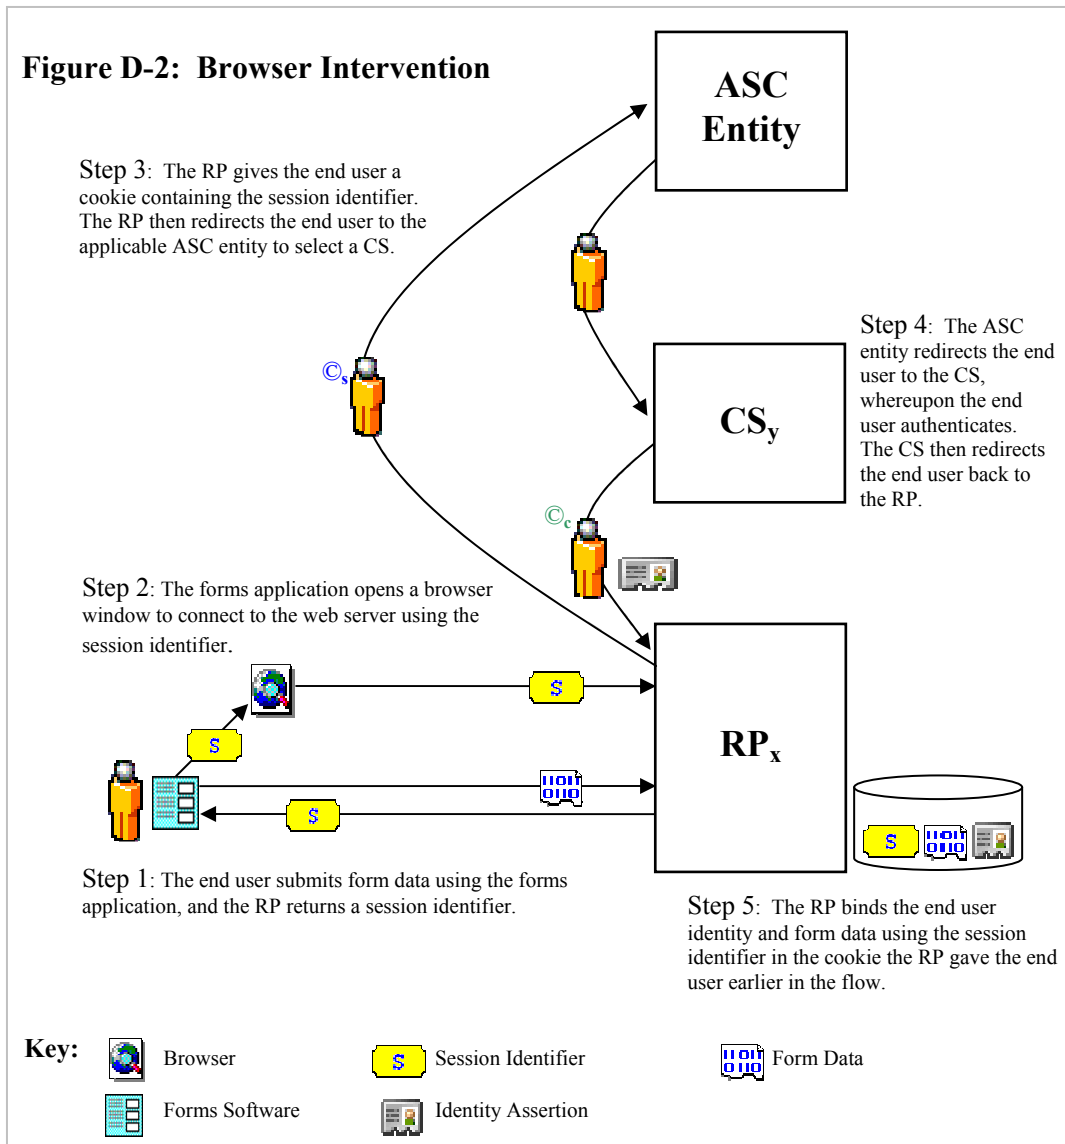 Figure D-2: Browser Intervention
ASC
Entity
Step 3: The RP gives the end user a
cookie containing the session identifier.
The RP then redirects the end user to the
applicable ASC entity to select a CS.
©s
Step 4: The ASC
entity redirects the end
user to the CS,
whereupon the end
user authenticates.
The CS then redirects
the end user back to
the RP.
CSy
©c
Step 2: The forms application opens a browser
window to connect to the web server using the
session identifier.
S
S
RPx
11011
0110
S
S
11011
0110
Step 1: The end user submits form data using the forms
application, and the RP returns a session identifier.
Step 5: The RP binds the end user
identity and form data using the session
identifier in the cookie the RP gave the end
user earlier in the flow.
Key:
Browser
S
Session Identifier
11011
0110
Form Data
Forms Software
Identity Assertion